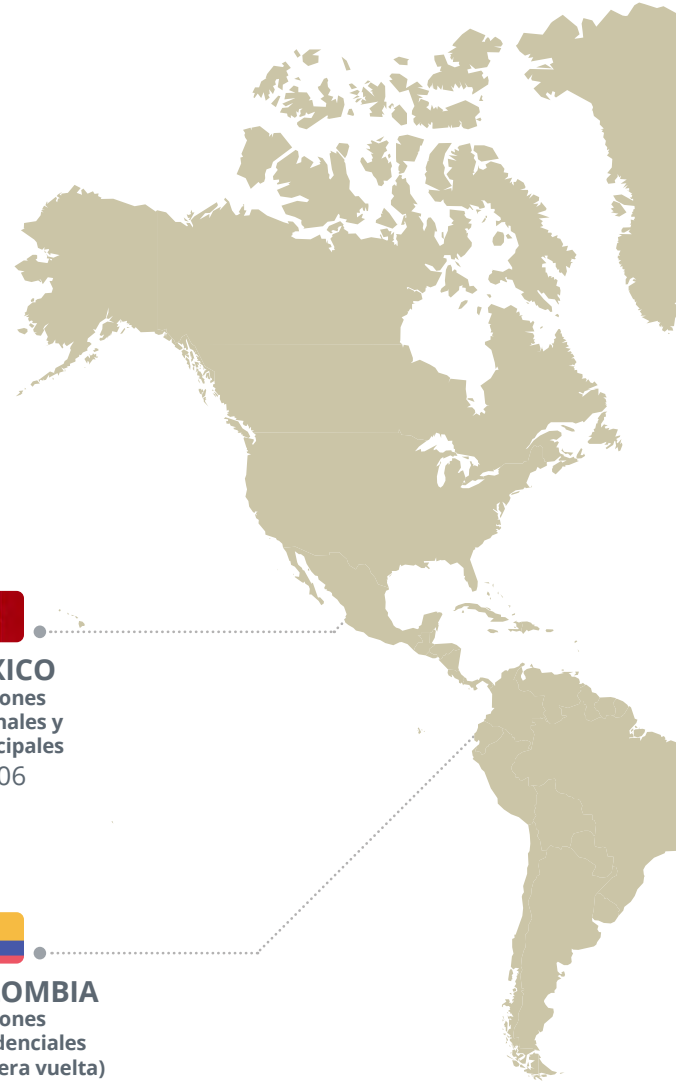 XICO
ones
nales y
cipales
06
OMBIA
ones
denciales
era vuelta)